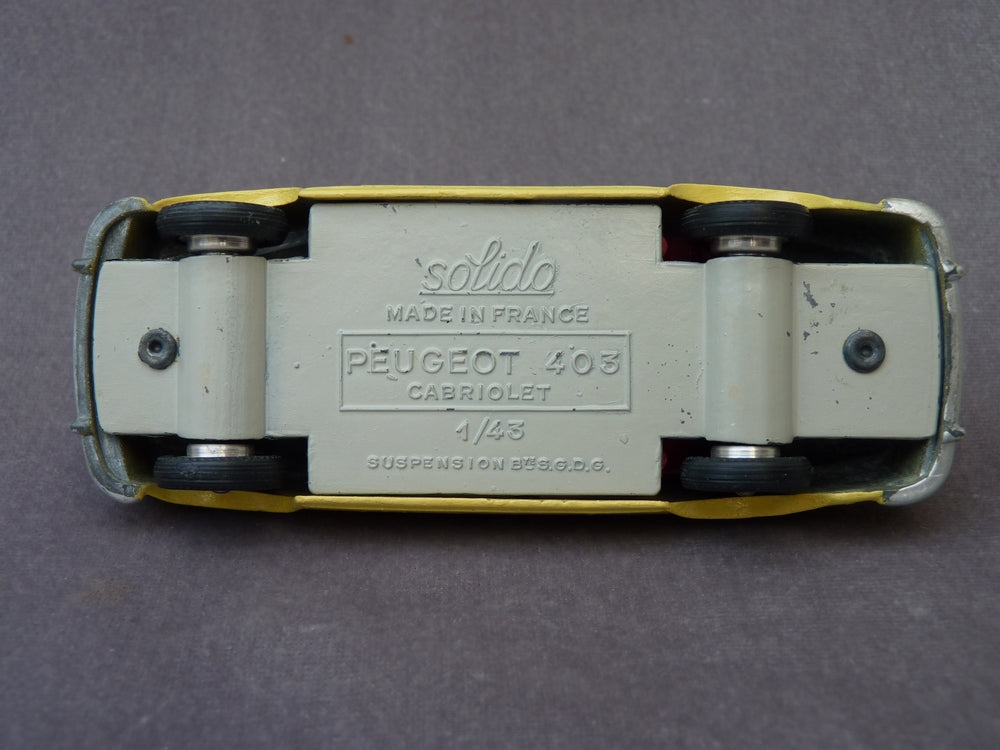 solido
MADE IN FRANCE
PEUGEOT 403
CABRIOLET
1/43
SUSPENSION BTÉ S.G.D.G.